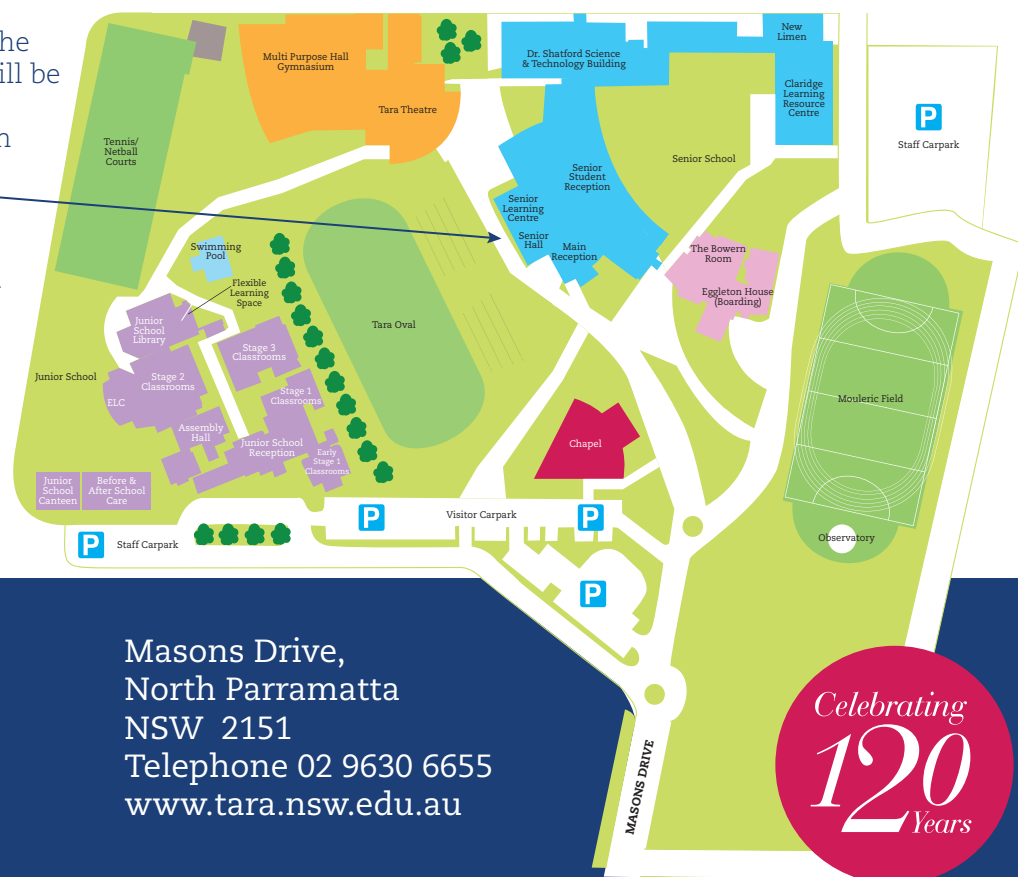 he
ill be
n
Multi Purpose Hall
Gymnasium
Tara Theatre
Tennis/
Netball
Courts
Dr. Shatford Science
& Technology Building
New
Limen
Claridge
Learning
Resource
Centre
P
Staff Carpark
Senior School
Senior
Student
Reception
Senior
Learning
Centre
Senior
Hall
Main
Reception
The Bowern
Room
Eggleton House
(Boarding)
Swimming
Pool
Flexible
Learning
Space
Tara Oval
Junior
School
Library
Stage 3
Classrooms
Junior School
Stage 2
Classrooms
ELC
Stage 1
Classrooms
Assembly
Hall
Junior School
Reception
Early
Stage 1
Classrooms
Mouleric Field
Chapel
Junior
School
Canteen
Before &
After School
Care
P
Visitor Carpark
P
P
Staff Carpark
Observatory
P
Masons Drive,
North Parramatta
NSW 2151
Telephone 02 9630 6655
www.tara.nsw.edu.au
MASONS DRIVE
Celebrating
120
Years